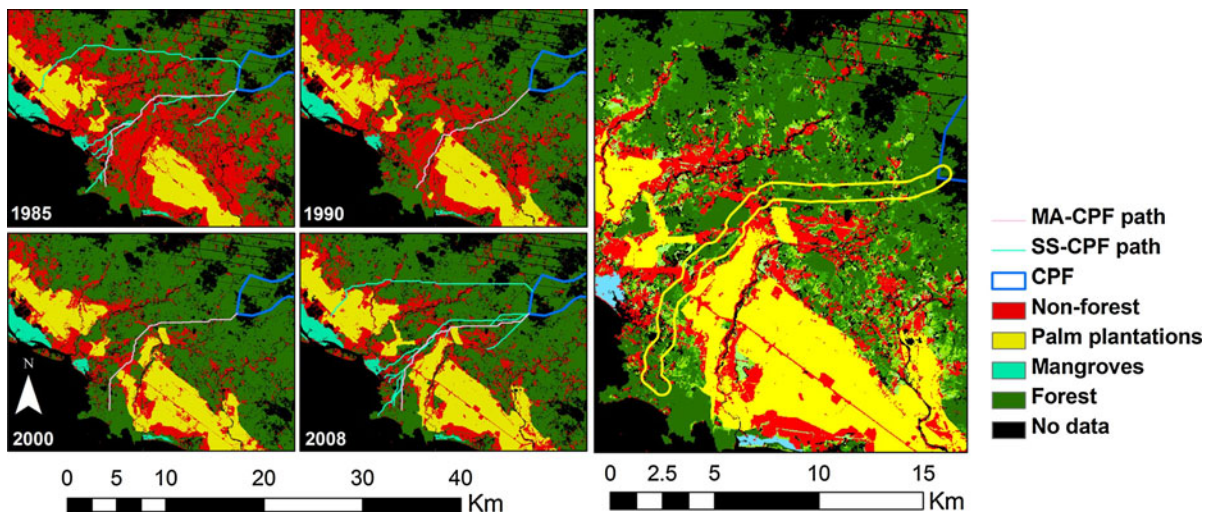 1985
1990
2000
2008
N
MA-CPF path
SS-CPF path
CPF
Non-forest
Palm plantations
Mangroves
Forest
No data
0 5 10 20 30 40 Km
0 2.5 5 10 15 Km